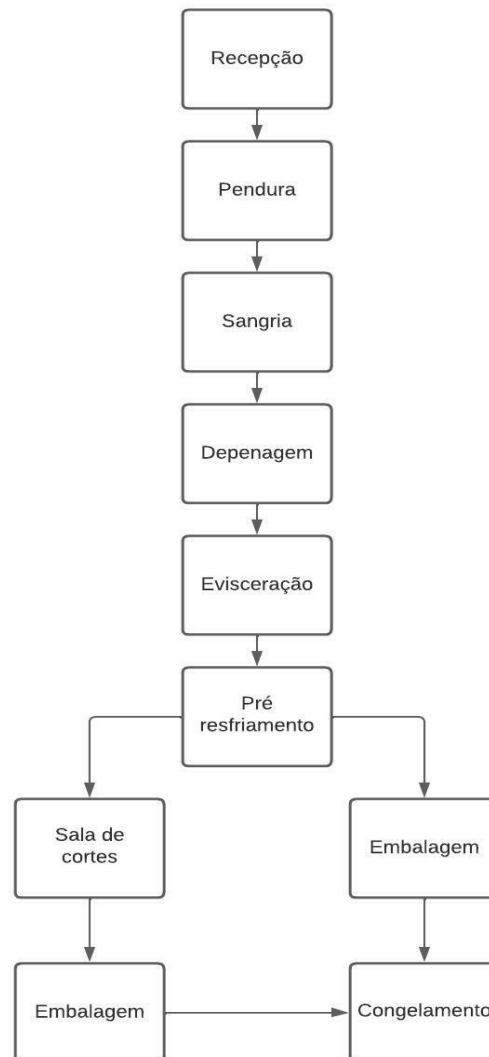 Recepção
Pendura
Sangria
Depenagem
Evisceração
Pré
resfriamento
Sala de
cortes
Embalagem
Embalagem
Congelamento